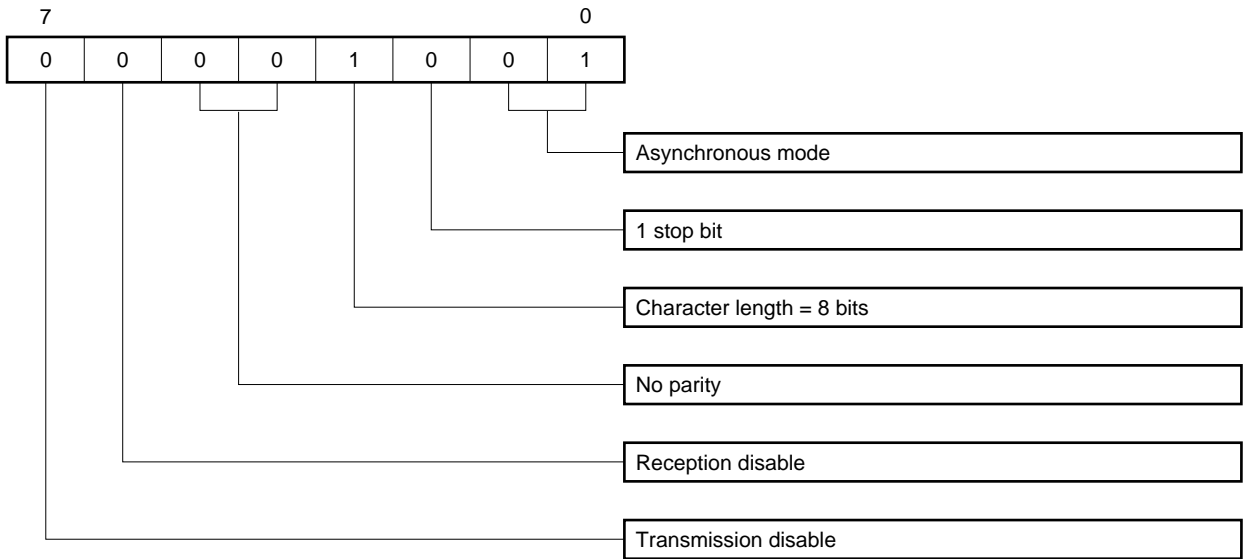 7 0
0 0 0 0 1 0 0 1
Asynchronous mode
1 stop bit
Character length = 8 bits
No parity
Reception disable
Transmission disable